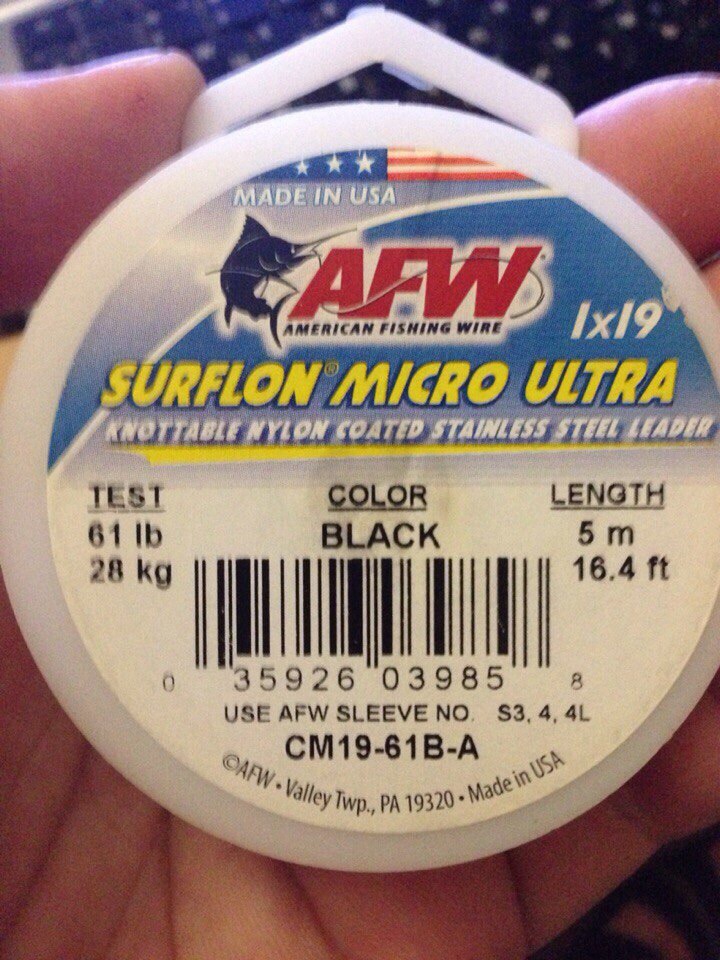 MADE IN USA
AFW
AMERICAN FISHING WIRE
1x19
SURFLON® MICRO ULTRA
KNOTTABLE NYLON COATED STAINLESS STEEL LEADER
TEST COLOR LENGTH
61 lb BLACK 5 m
28 kg 16.4 ft
0 35926 03985 8
USE AFW SLEEVE NO. S3, 4, 4L
CM19-61B-A
©AFW • Valley Twp., PA 19320 • Made in USA